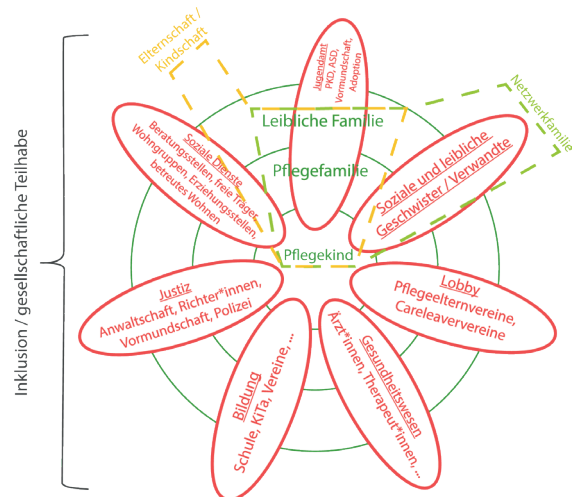 Inklusion / gesellschaftliche Teilhabe
Elternschaft /
Kindschaft
Jugendamt
PKD, ASD,
Vormundschaft,
Adoption
Netzwerkfamilie
Leibliche Familie
Pflegefamilie
Pflegekind
Soziale Dienste
Beratungsstellen, freie Träger,
Wohngruppen, Erziehungsstellen,
betreutes Wohnen
Soziale und leibliche
Geschwister / Verwandte
Justiz
Anwaltschaft, Richter*innen,
Vormundschaft, Polizei
Lobby
Pflegeelternvereine,
Careleaververeine
Bildung
Schule, KiTa, Vereine, ...
Gesundheitswesen
Ärzt*innen, Therapeut*innen,
...